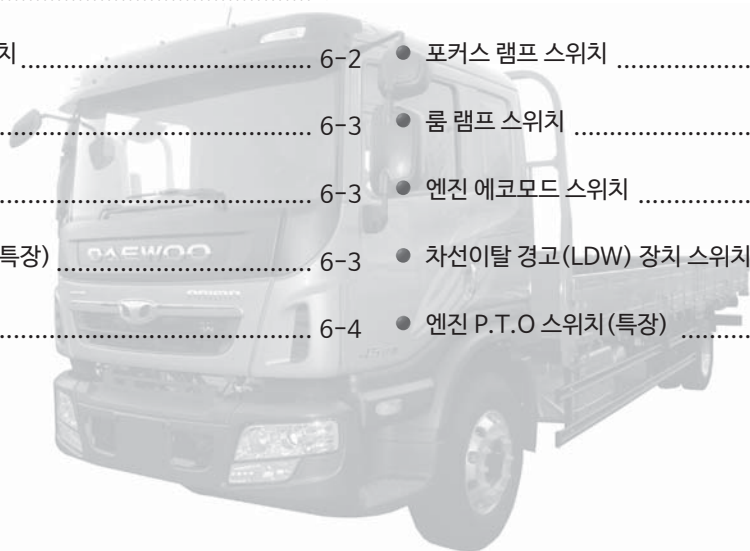 치 ........ 6-2
........ 6-3
........ 6-3
특장) ........ 6-3
........ 6-4
● 포커스 램프 스위치 ........
● 룸 램프 스위치 ........
● 엔진 에코모드 스위치 ........
● 차선이탈 경고(LDW) 장치 스위치
● 엔진 P.T.O 스위치(특장) ........
DAEWOO